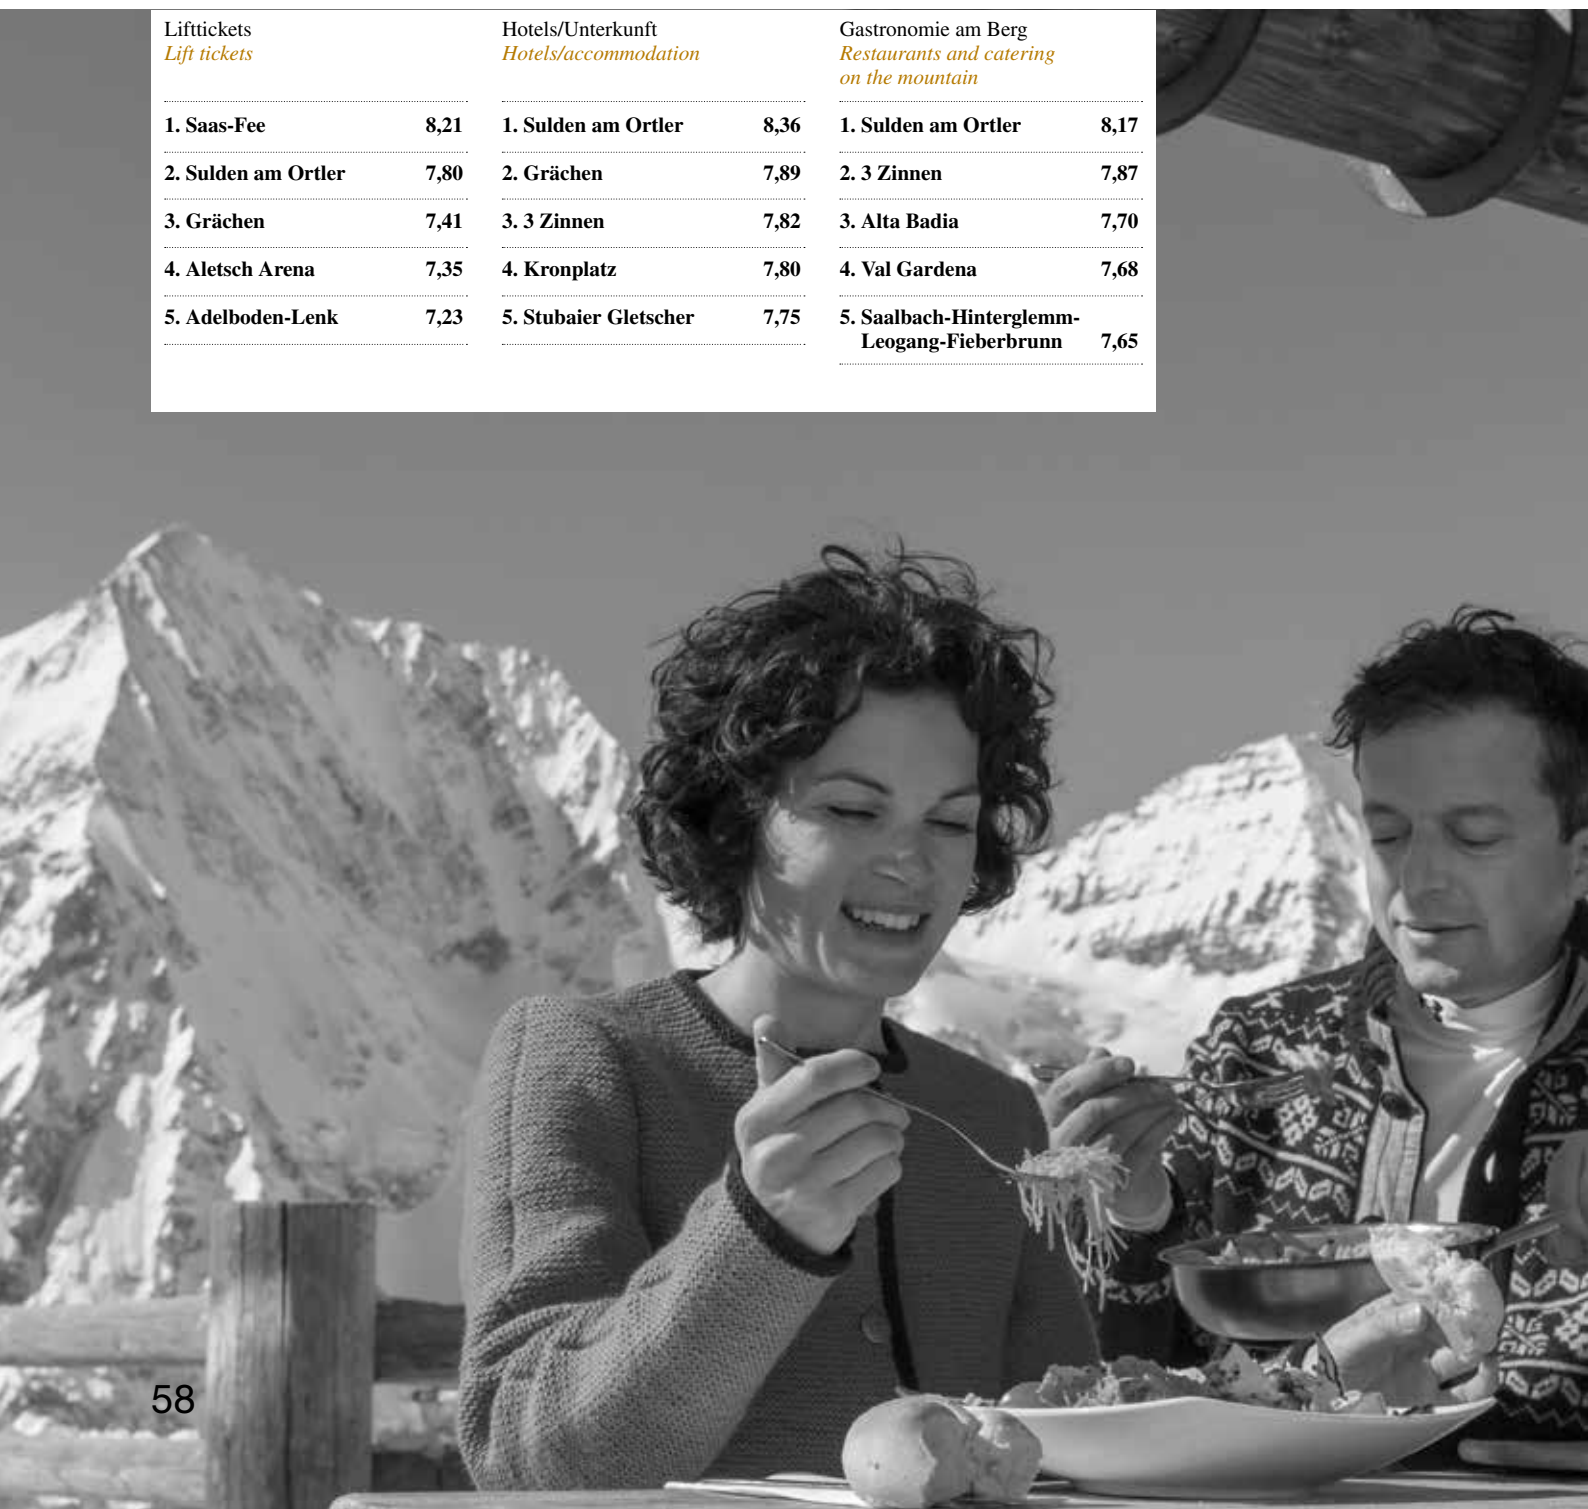 Lifttickets
Lift tickets
1. Saas-Fee 8,21
2. Sulden am Ortler 7,80
3. Grächen 7,41
4. Aletsch Arena 7,35
5. Adelboden-Lenk 7,23
Hotels/Unterkunft
Hotels/accommodation
1. Sulden am Ortler 8,36
2. Grächen 7,89
3. 3 Zinnen 7,82
4. Kronplatz 7,80
5. Stubaier Gletscher 7,75
Gastronomie am Berg
Restaurants and catering
on the mountain
1. Sulden am Ortler 8,17
2. 3 Zinnen 7,87
3. Alta Badia 7,70
4. Val Gardena 7,68
5. Saalbach-Hinterglemm-
Leogang-Fieberbrunn 7,65
58